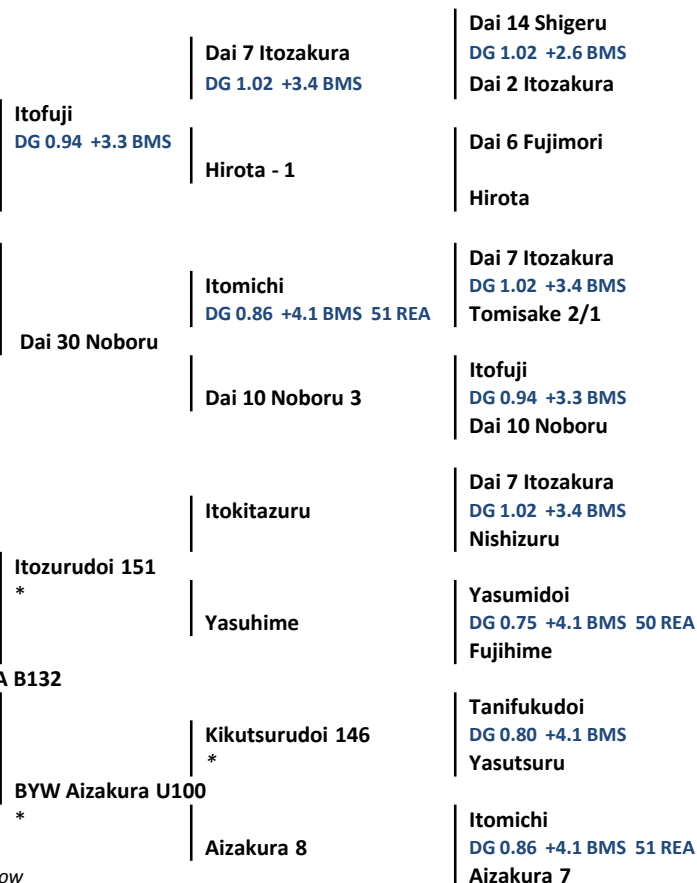 Dai 14 Shigeru
Dai 7 Itozakura
DG 1.02 +2.6 BMS
DG 1.02 +3.4 BMS
Dai 2 Itozakura
Itofuji
DG 0.94 +3.3 BMS
Dai 6 Fujimori
Hirota - 1
Hirota
Dai 7 Itozakura
Itomichi
DG 1.02 +3.4 BMS
DG 0.86 +4.1 BMS 51 REA
Tomisake 2/1
Dai 30 Noboru
Itofuji
Dai 10 Noboru 3
DG 0.94 +3.3 BMS
Dai 10 Noboru
Dai 7 Itozakura
Itokitazuru
DG 1.02 +3.4 BMS
Nishizuru
Itozurudoi 151
*
Yasumidoi
Yasuhime
DG 0.75 +4.1 BMS 50 REA
Fujihime
A B132
Tanifukudoi
Kikutsurudoi 146
DG 0.80 +4.1 BMS
*
Yasutsuru
BYW Aizakura U100
*
Itomichi
Aizakura 8
DG 0.86 +4.1 BMS 51 REA
Aizakura 7
ow